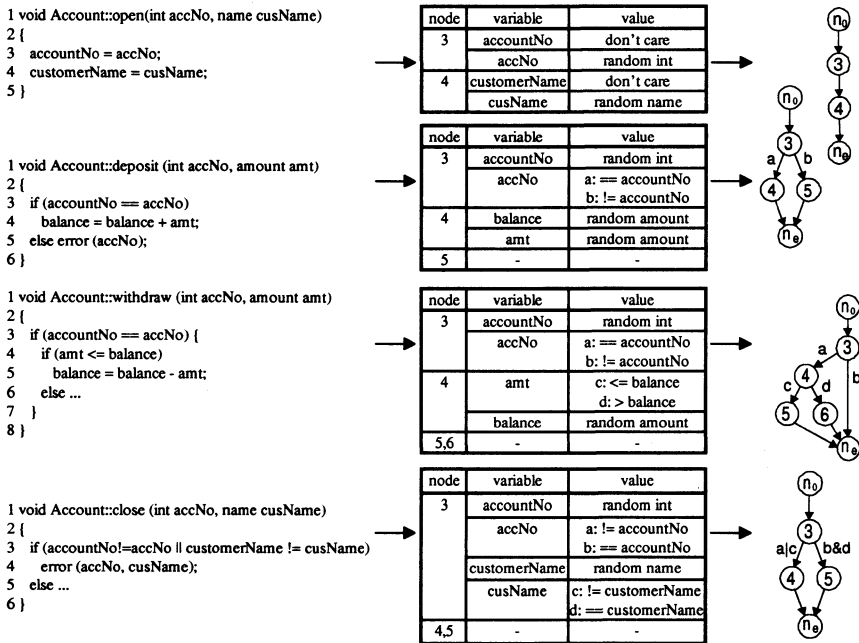 1 void Account::open(int accNo, name cusName)
2 {
3 accountNo = accNo;
4 customerName = cusName;
5 }
node variable value
3 accountNo don't care
accNo random int
4 customerName don't care
cusName random name
n0
3
4
ne
1 void Account::deposit (int accNo, amount amt)
2 {
3 if (accountNo == accNo)
4 balance = balance + amt;
5 else error (accNo);
6 }
node variable value
3 accountNo random int
accNo a: == accountNo
b: != accountNo
4 balance random amount
amt random amount
5 - -
n0
3
a b
4 5
ne
1 void Account::withdraw (int accNo, amount amt)
2 {
3 if (accountNo == accNo) {
4 if (amt <= balance)
5 balance = balance - amt;
6 else ...
7 }
8 }
node variable value
3 accountNo random int
accNo a: == accountNo
b: != accountNo
4 amt c: <= balance
d: > balance
balance random amount
5,6 - -
n0
3
a
4 b
c d
5 6
ne
1 void Account::close (int accNo, name cusName)
2 {
3 if (accountNo!=accNo || customerName != cusName)
4 error (accNo, cusName);
5 else ...
6 }
node variable value
3 accountNo random int
accNo a: != accountNo
b: == accountNo
customerName random name
cusName c: != customerName
d: == customerName
4,5 - -
n0
3
a|c b&d
4 5
ne